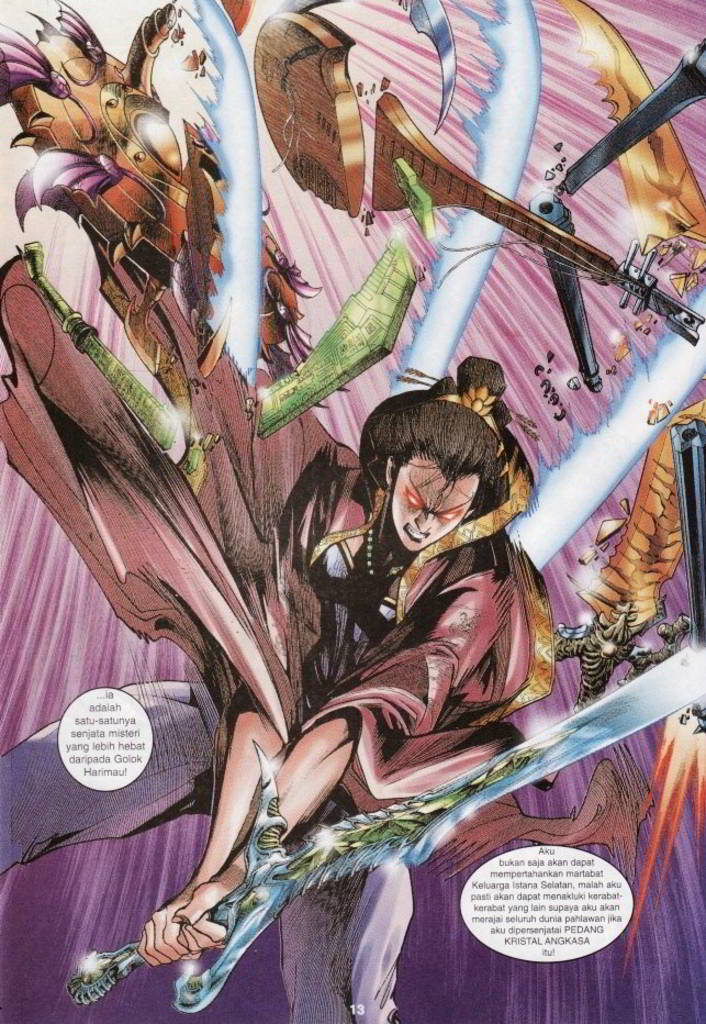 ...ia
adalah
satu-satunya
senjata misteri
yang lebih hebat
daripada Golok
Harimau!
Aku
bukan saja akan dapat
mempertahankan martabat
Keluarga Istana Selatan, malah aku
pasti akan dapat menakluki kerabat-
kerabat yang lain supaya aku akan
merajai seluruh dunia pahlawan jika
aku dipersenjatai PEDANG
KRISTAL ANGKASA
itu!
13